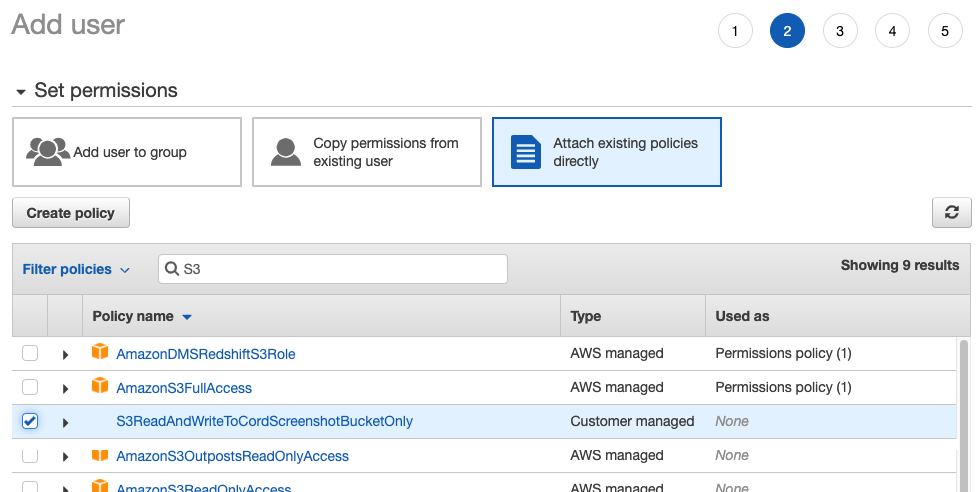 Add user
1 2 3 4 5
Set permissions
Add user to group
Copy permissions from
existing user
Attach existing policies
directly
Create policy
Filter policies
S3
Showing 9 results
Policy name Type Used as
AmazonDMSRedshiftS3Role AWS managed Permissions policy (1)
AmazonS3FullAccess AWS managed Permissions policy (1)
S3ReadAndWriteToCordScreenshotBucketOnly Customer managed None
AmazonS3OutpostsReadOnlyAccess AWS managed None
AmazonS3ReadOnlyAccess AWS managed None